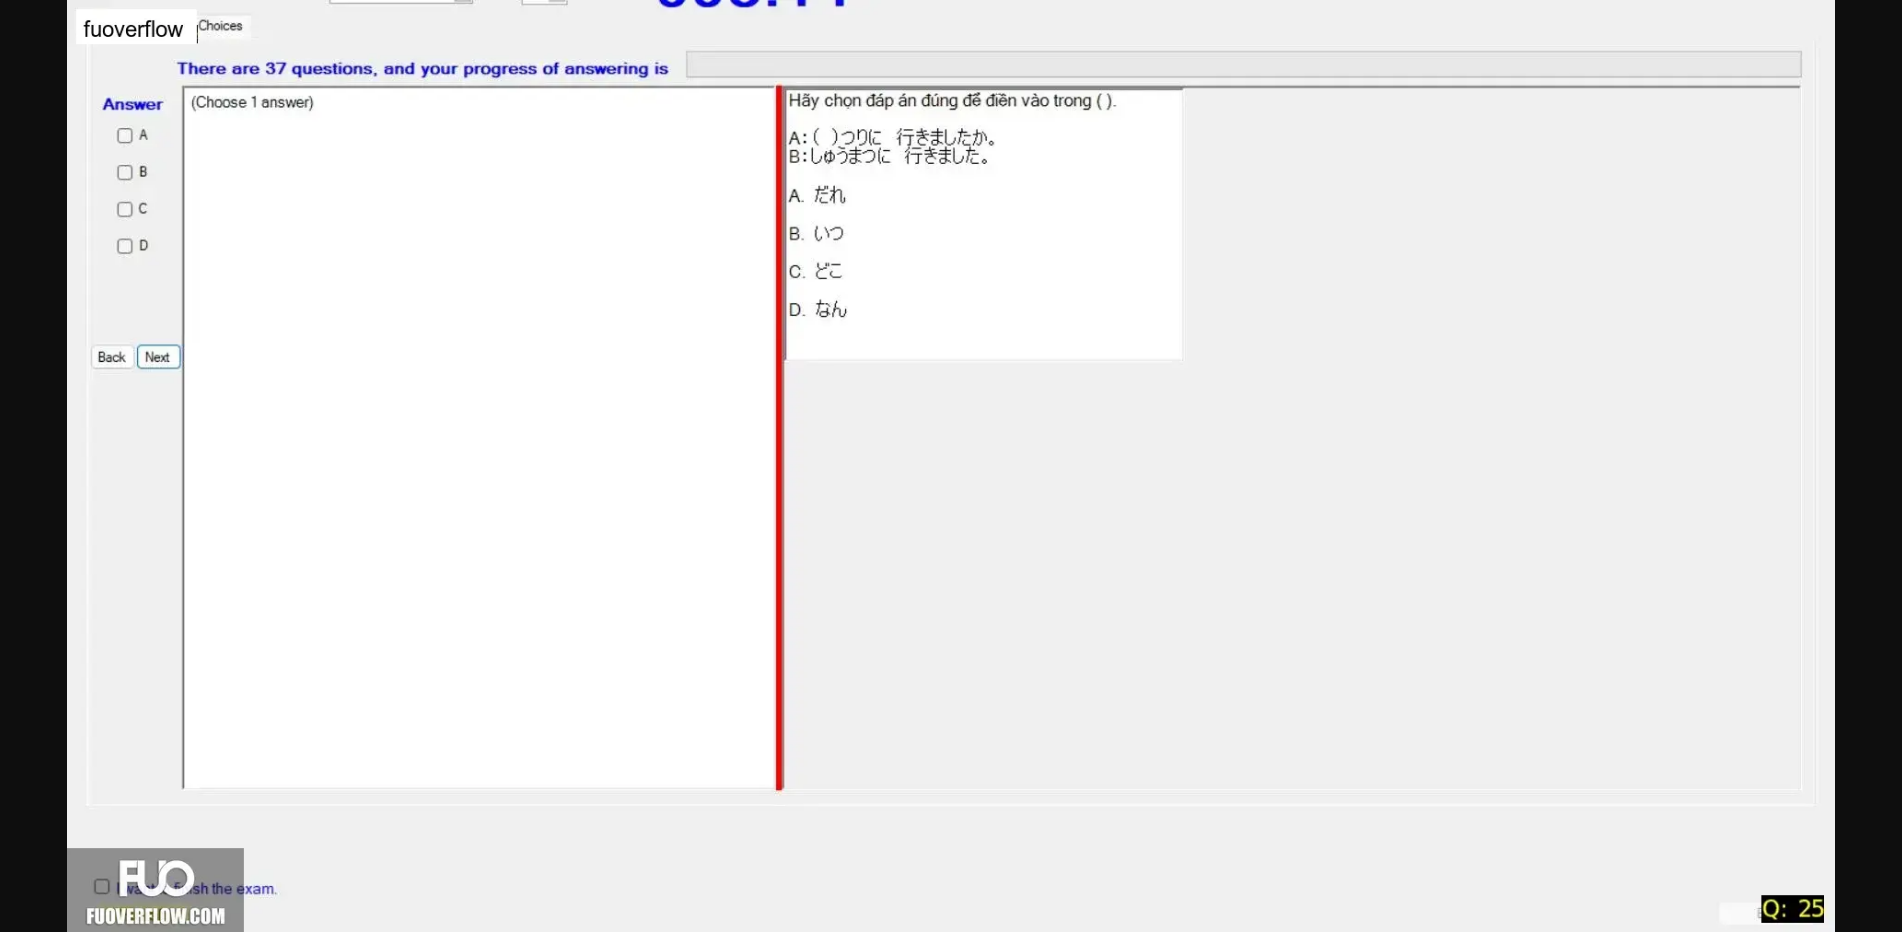 fuoverflow
Choices
There are 37 questions, and your progress of answering is
Answer
(Choose 1 answer)
A
B
C
D
Back
Next
Hãy chọn đáp án đúng để điền vào trong ( ).
A:( )つりに 行きましたか。
B:しゅうまつに 行きました。
A. だれ
B. いつ
C. どこ
D. なん
FUO
sh the exam.
FUOVERFLOW.COM
Q: 25